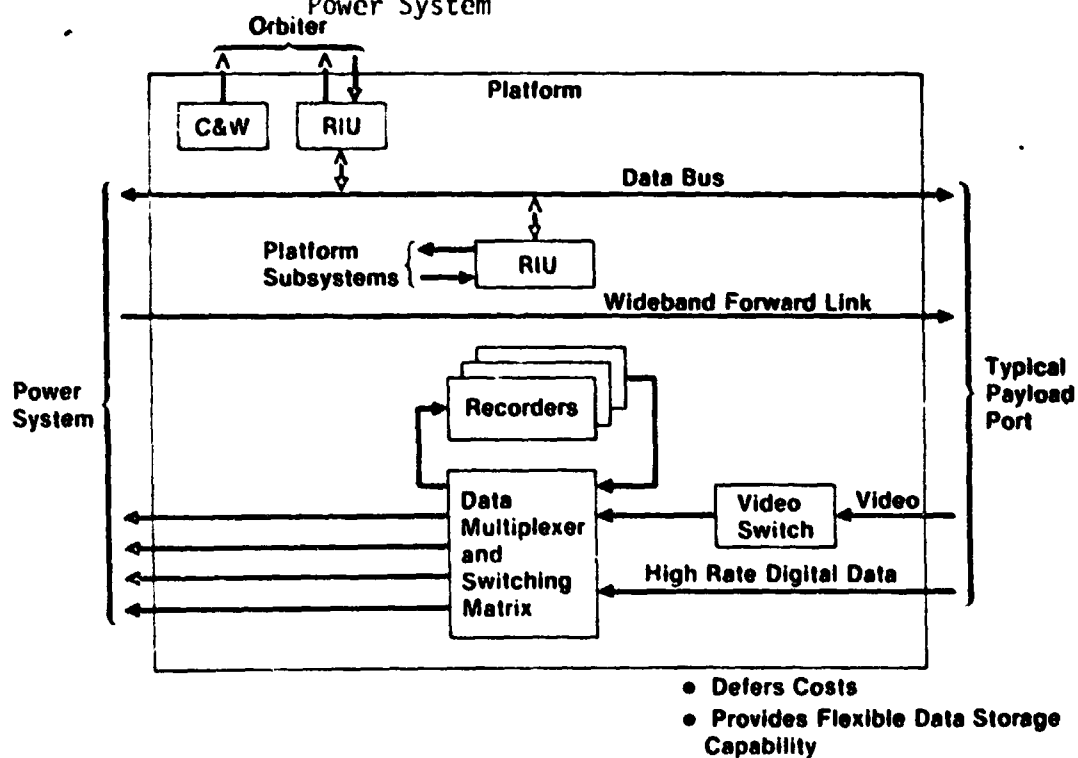 Power System
Orbiter
Platform
C&W
RIU
Data Bus
Platform
Subsystems
RIU
Wideband Forward Link
Recorders
Power
System
Typical
Payload
Port
Data
Multiplexer
and
Switching
Matrix
Video
Switch
Video
High Rate Digital Data
● Defers Costs
● Provides Flexible Data Storage
Capability